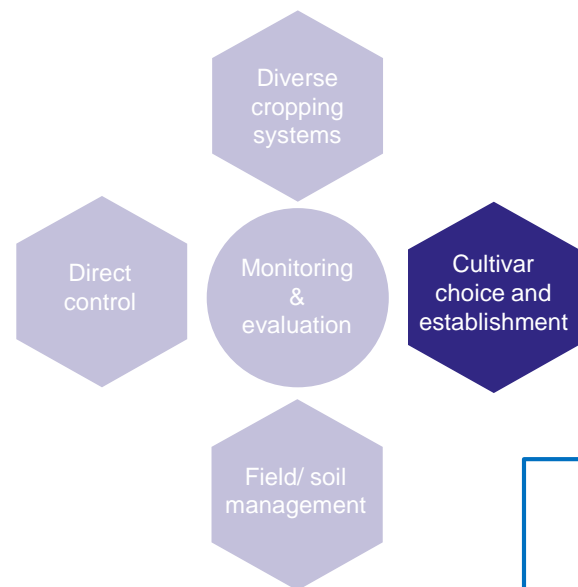 Diverse
cropping
systems
Direct
control
Monitoring
&
evaluation
Cultivar
choice and
establishment
Field/ soil
management